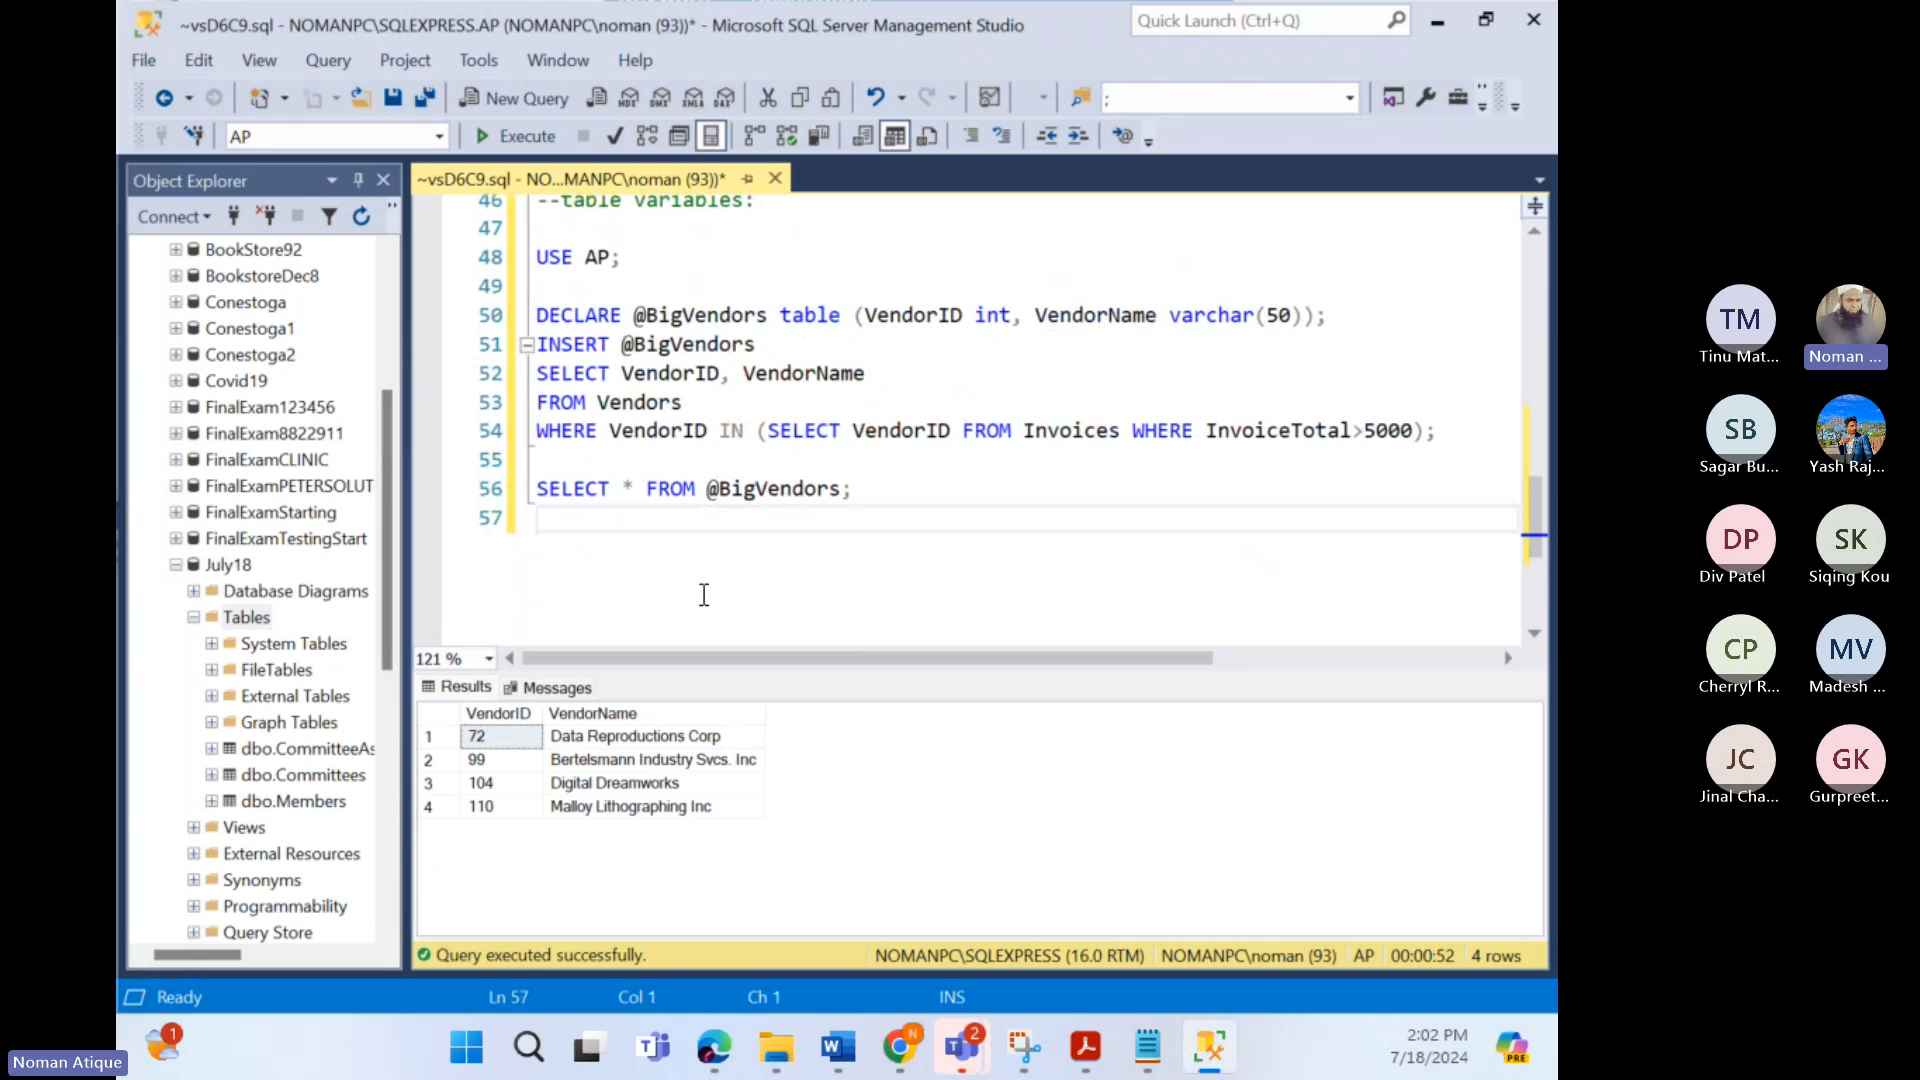 ~vsD6C9.sql - NOMANPC\SQLEXPRESS.AP (NOMANPC\noman (93))* - Microsoft SQL Server Management Studio
Quick Launch (Ctrl+Q)
File Edit View Query Project Tools Window Help
New Query MDX DMX XMLA DAX ;
AP Execute
Object Explorer
~vsD6C9.sql - NO...MANPC\noman (93))*
Connect
BookStore92
BookstoreDec8
Conestoga
Conestoga1
Conestoga2
Covid19
FinalExam123456
FinalExam8822911
FinalExamCLINIC
FinalExamPETERSOLUT
FinalExamStarting
FinalExamTestingStart
July18
Database Diagrams
Tables
System Tables
FileTables
External Tables
Graph Tables
dbo.CommitteeAs
dbo.Committees
dbo.Members
Views
External Resources
Synonyms
Programmability
Query Store
46 --table variables:
47
48 USE AP;
49
50 DECLARE @BigVendors table (VendorID int, VendorName varchar(50));
51 INSERT @BigVendors
52 SELECT VendorID, VendorName
53 FROM Vendors
54 WHERE VendorID IN (SELECT VendorID FROM Invoices WHERE InvoiceTotal>5000);
55
56 SELECT * FROM @BigVendors;
57
121 %
Results Messages
VendorID VendorName
1 72 Data Reproductions Corp
2 99 Bertelsmann Industry Svcs. Inc
3 104 Digital Dreamworks
4 110 Malloy Lithographing Inc
Query executed successfully. NOMANPC\SQLEXPRESS (16.0 RTM) NOMANPC\noman (93) AP 00:00:52 4 rows
Ready Ln 57 Col 1 Ch 1 INS
1
W
N
2
2:02 PM
7/18/2024
PRE
Noman Atique
TM
Tinu Mat... Noman ...
SB
Sagar Bu... Yash Raj...
DP SK
Div Patel Siqing Kou
CP MV
Cherryl R... Madesh ...
JC GK
Jinal Cha... Gurpreet...